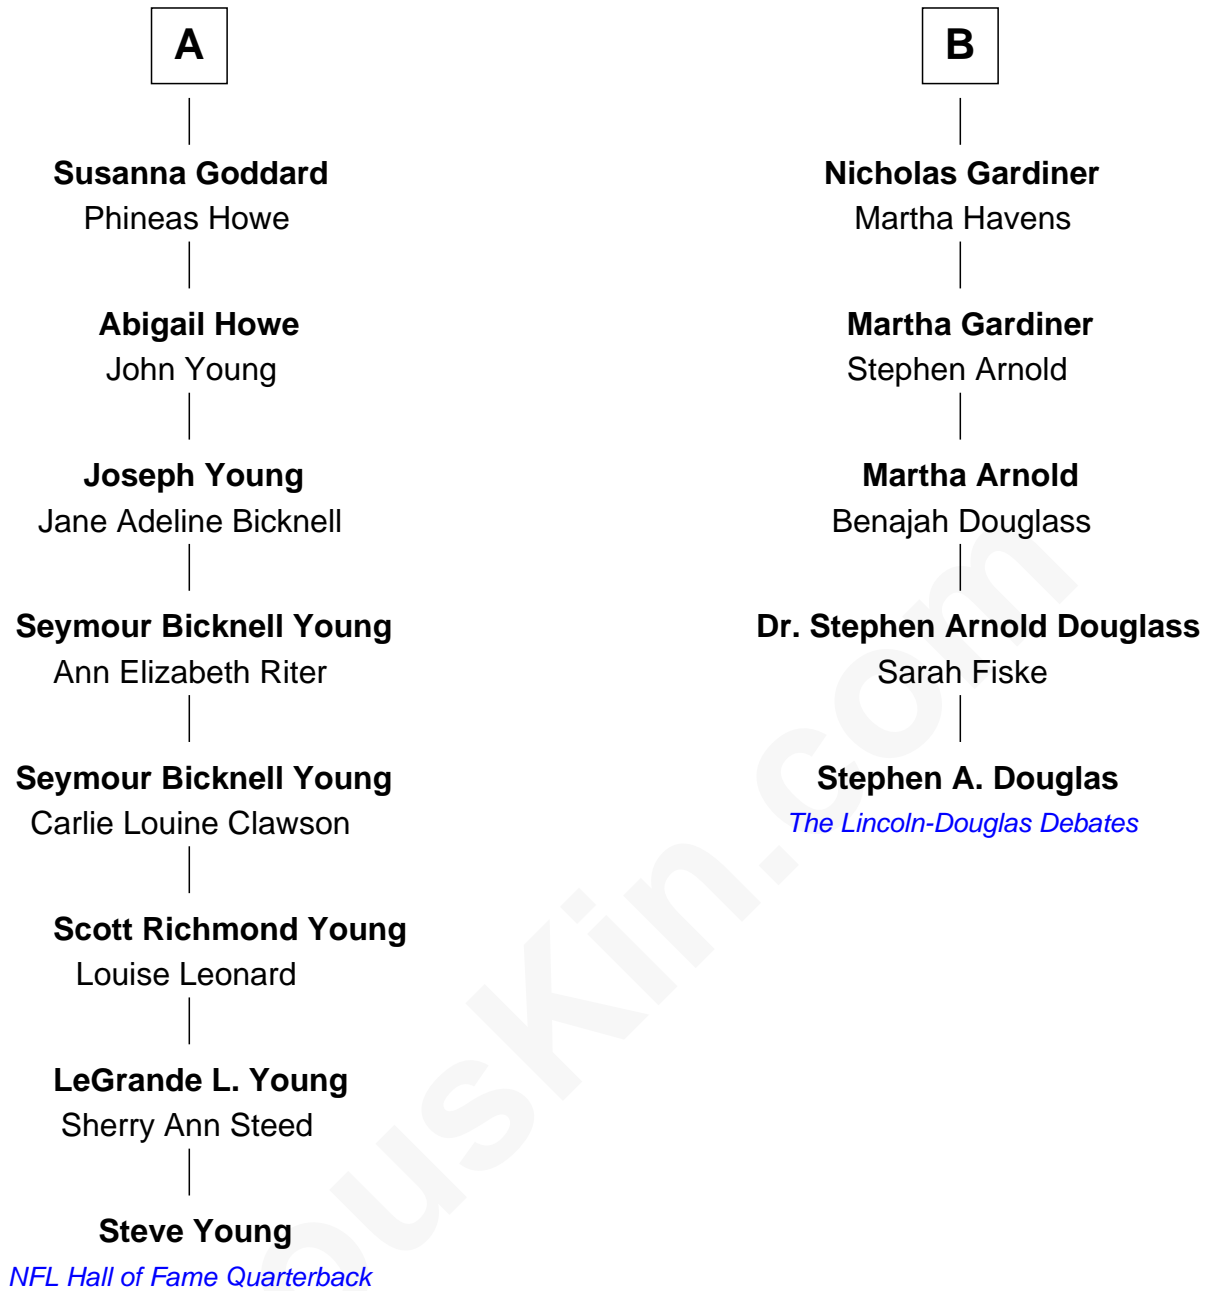 A
Susanna Goddard
Phineas Howe
Abigail Howe
John Young
Joseph Young
Jane Adeline Bicknell
Seymour Bicknell Young
Ann Elizabeth Riter
Seymour Bicknell Young
Carlie Louine Clawson
Scott Richmond Young
Louise Leonard
LeGrande L. Young
Sherry Ann Steed
Steve Young
NFL Hall of Fame Quarterback
B
Nicholas Gardiner
Martha Havens
Martha Gardiner
Stephen Arnold
Martha Arnold
Benajah Douglass
Dr. Stephen Arnold Douglass
Sarah Fiske
Stephen A. Douglas
The Lincoln-Douglas Debates
ousKin.com